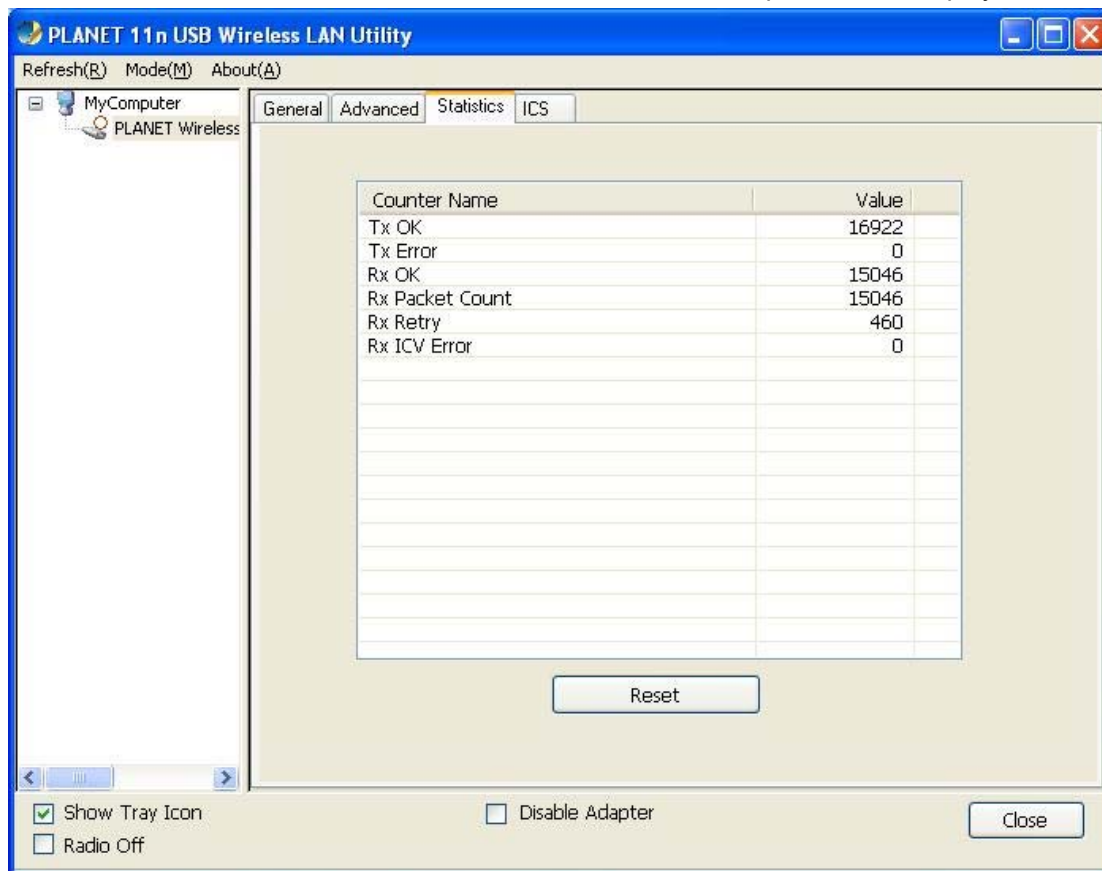 PLANET 11n USB Wireless LAN Utility
Refresh(R) Mode(M) About(A)
MyComputer
PLANET Wireless
General Advanced Statistics ICS
Counter Name Value
Tx OK 16922
Tx Error 0
Rx OK 15046
Rx Packet Count 15046
Rx Retry 460
Rx ICV Error 0
Reset
Show Tray Icon Disable Adapter Close
Radio Off